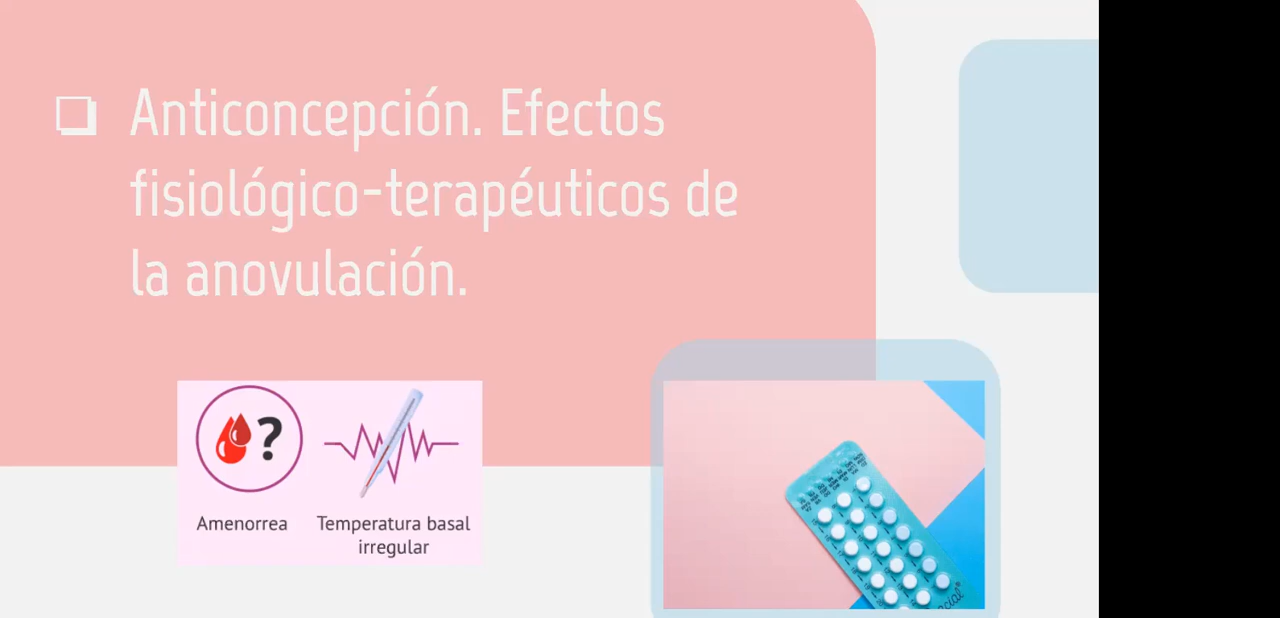 Anticoncepción. Efectos
fisiológico-terapéuticos de
la anovulación.
?
Amenorrea
Temperatura basal
irregular